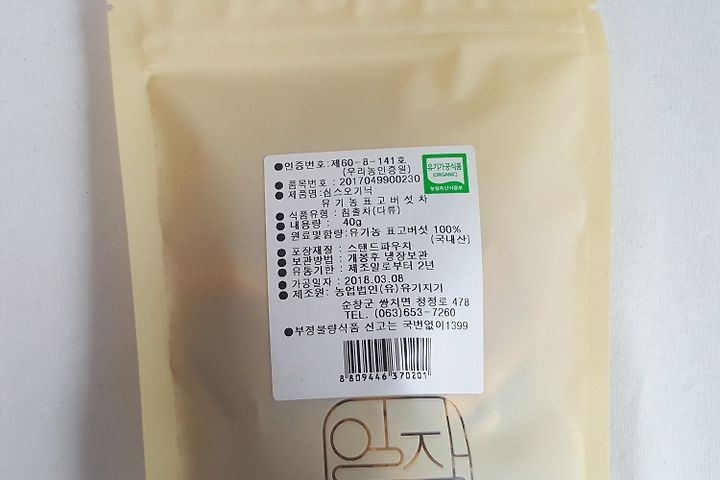 ●인증번호:제60-8-141호
(우리농인증원)
● 품목번호 : 2017049900230
● 제품명:심스오기닉
유 기 농 표 고 버 섯 차
● 식품유형 : 침출차(다류)
● 내용량 : 40g
● 원료및함량:유기농 표고버섯 100%
(국내산)
● 포장재질 : 스탠드파우치
● 보관방법 : 개봉후 냉장보관
● 유통기한 : 제조일로부터 2년
● 가공일자 : 2018.03.08
● 제조원: 농업법인(유)유기지기
순창군 쌍치면 청정로 478
TEL. (063)653-7260
●부정불량식품 신고는 국번없이1399
8 809446 370201
유기가공식품
(ORGANIC)
농림축산식품부